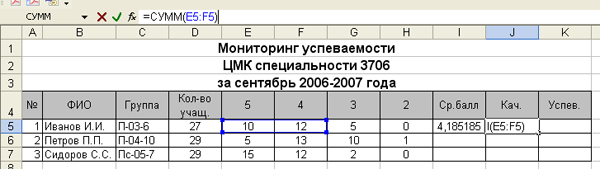 СУММ =СУММ(E5:F5)
A B C D E F G H I J K
1 Мониторинг успеваемости
2 ЦМК специальности 3706
3 за сентябрь 2006-2007 года
4 № ФИО Группа Кол-во учащ. 5 4 3 2 Ср.балл Кач. Успев.
5 1 Иванов И.И. П-03-6 27 10 12 5 0 4,185185 І(E5:F5)
6 2 Петров П.П. П-04-10 29 5 13 10 1
7 3 Сидоров С.С. Пс-05-7 29 15 12 2 0